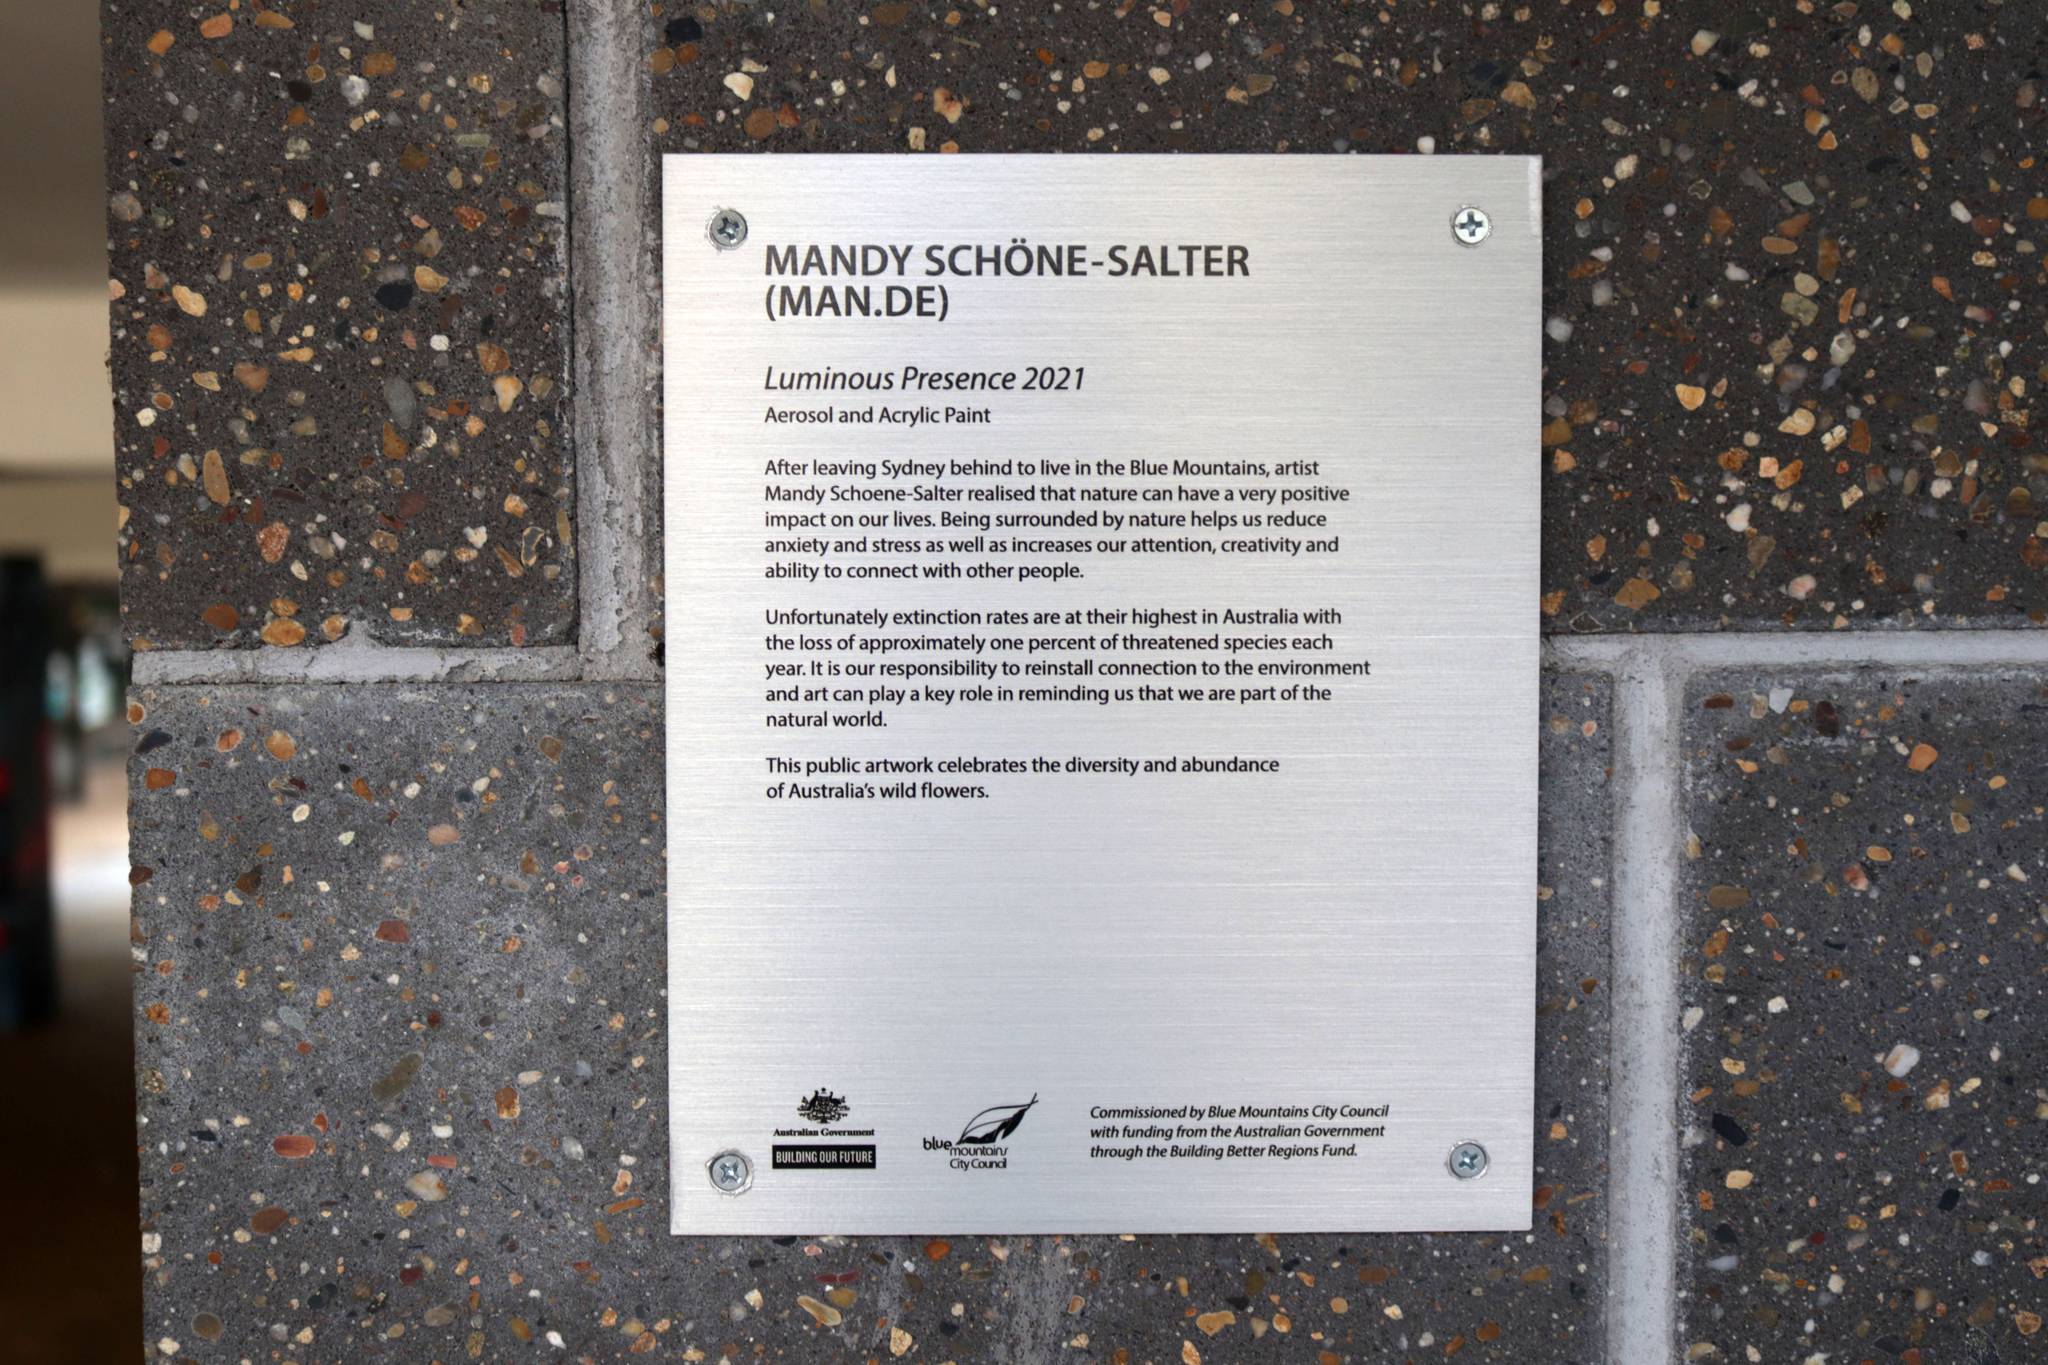 MANDY SCHÖNE-SALTER
(MAN.DE)
Luminous Presence 2021
Aerosol and Acrylic Paint
After leaving Sydney behind to live in the Blue Mountains, artist
Mandy Schoene-Salter realised that nature can have a very positive
impact on our lives. Being surrounded by nature helps us reduce
anxiety and stress as well as increases our attention, creativity and
ability to connect with other people.
Unfortunately extinction rates are at their highest in Australia with
the loss of approximately one percent of threatened species each
year. It is our responsibility to reinstall connection to the environment
and art can play a key role in reminding us that we are part of the
natural world.
This public artwork celebrates the diversity and abundance
of Australia's wild flowers.
Australian Government
BUILDING OUR FUTURE
blue
mountains
City Council
Commissioned by Blue Mountains City Council
with funding from the Australian Government
through the Building Better Regions Fund.